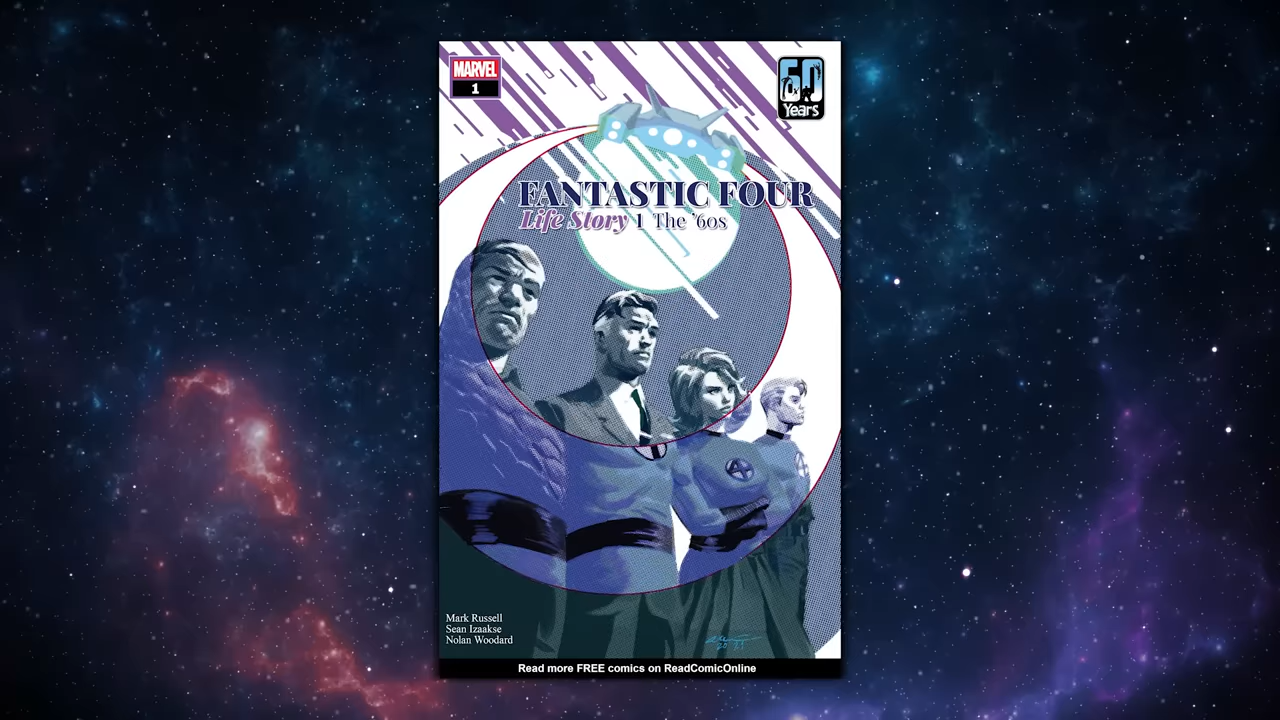 MARVEL
1
60
Years
FANTASTIC FOUR
Life Story 1 The '60s
Mark Russell
Sean Izaakse
Nolan Woodard
Read more FREE comics on ReadComicOnline